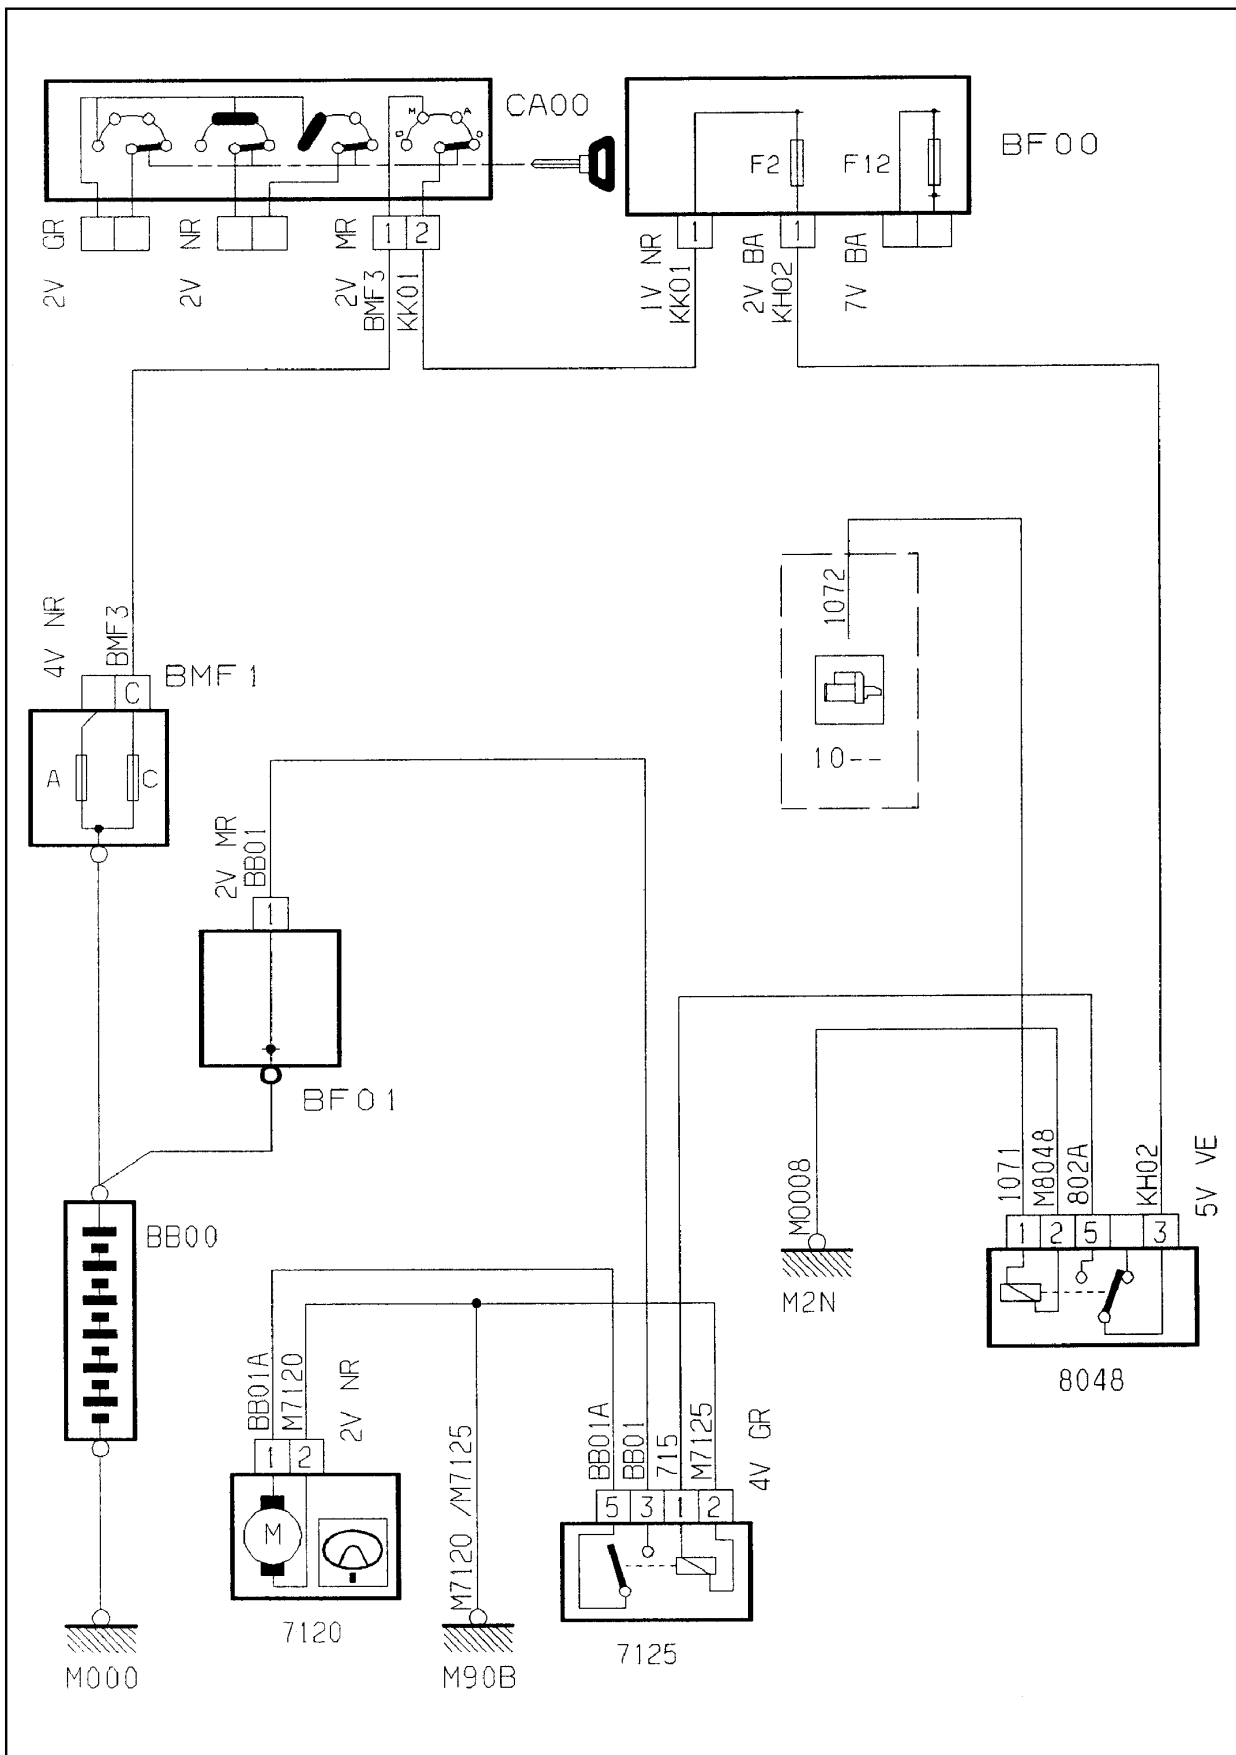 CA00
M
A
D
D
BF00
F2
F12
2V GR
2V NR
2V MR
1
2
BMF3
KK01
1V NR
1
KK01
2V BA
1
KH02
7V BA
4V NR
BMF3
BMF1
C
A
C
1072
10--
2V MR
BB01
1
BF01
BB00
M0008
M2N
1071
M8048
802A
KH02
5V VE
1
2
5
3
8048
BB01A
M7120
2V NR
1
2
M
7120
M7120 /M7125
M90B
BB01A
BB01
715
M7125
4V GR
5
3
1
2
7125
M000